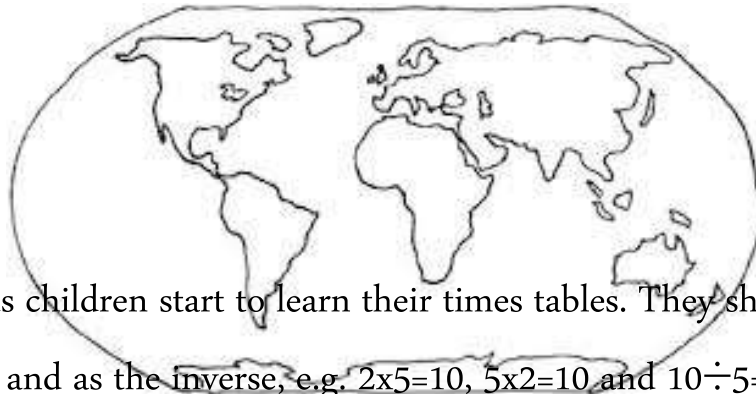 s children start to learn their times tables. They sh
and as the inverse, e.g. 2x5=10, 5x2=10 and 10÷5=